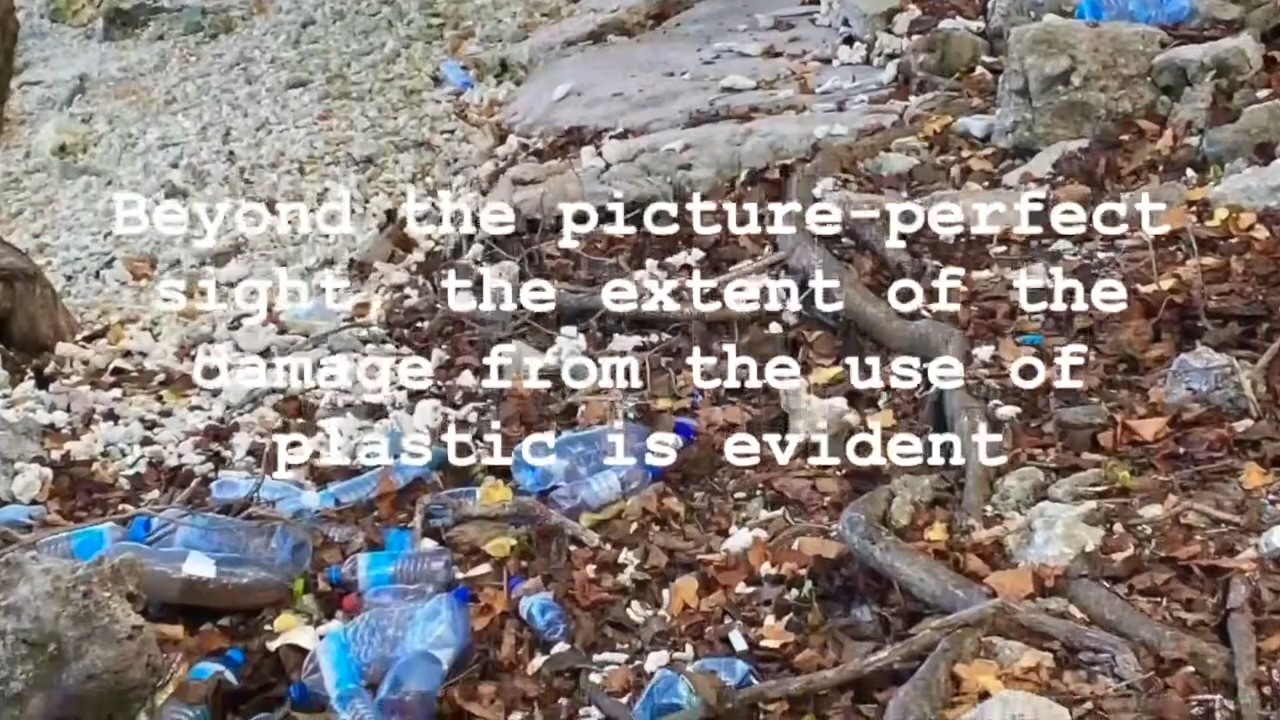 Beyond the picture-perfect
sight, the extent of the
damage from the use of
plastic is evident